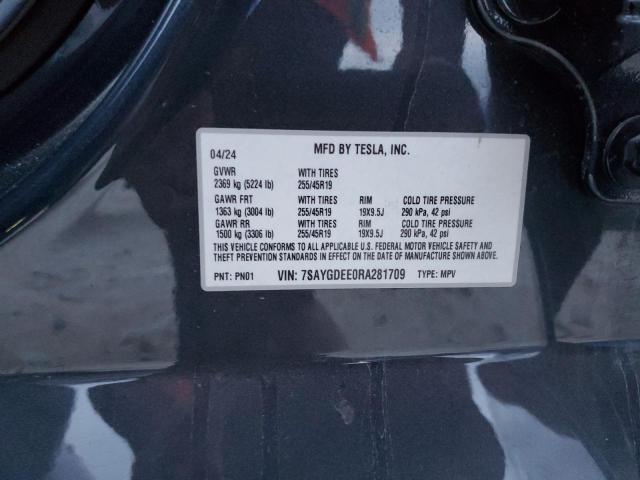 04/24 MFD BY TESLA, INC.
GVWR WITH TIRES
2369 kg (5224 lb) 255/45R19
GAWR FRT WITH TIRES RIM COLD TIRE PRESSURE
1363 kg (3004 lb) 255/45R19 19X9.5J 290 kPa, 42 psi
GAWR RR WITH TIRES RIM COLD TIRE PRESSURE
1500 kg (3306 lb) 255/45R19 19X9.5J 290 kPa, 42 psi
THIS VEHICLE CONFORMS TO ALL APPLICABLE U.S. FEDERAL MOTOR VEHICLE SAFETY AND
THEFT PREVENTION STANDARDS IN EFFECT ON THE DATE OF MANUFACTURE SHOWN ABOVE.
PNT: PN01 VIN: 7SAYGDEE0RA281709 TYPE: MPV